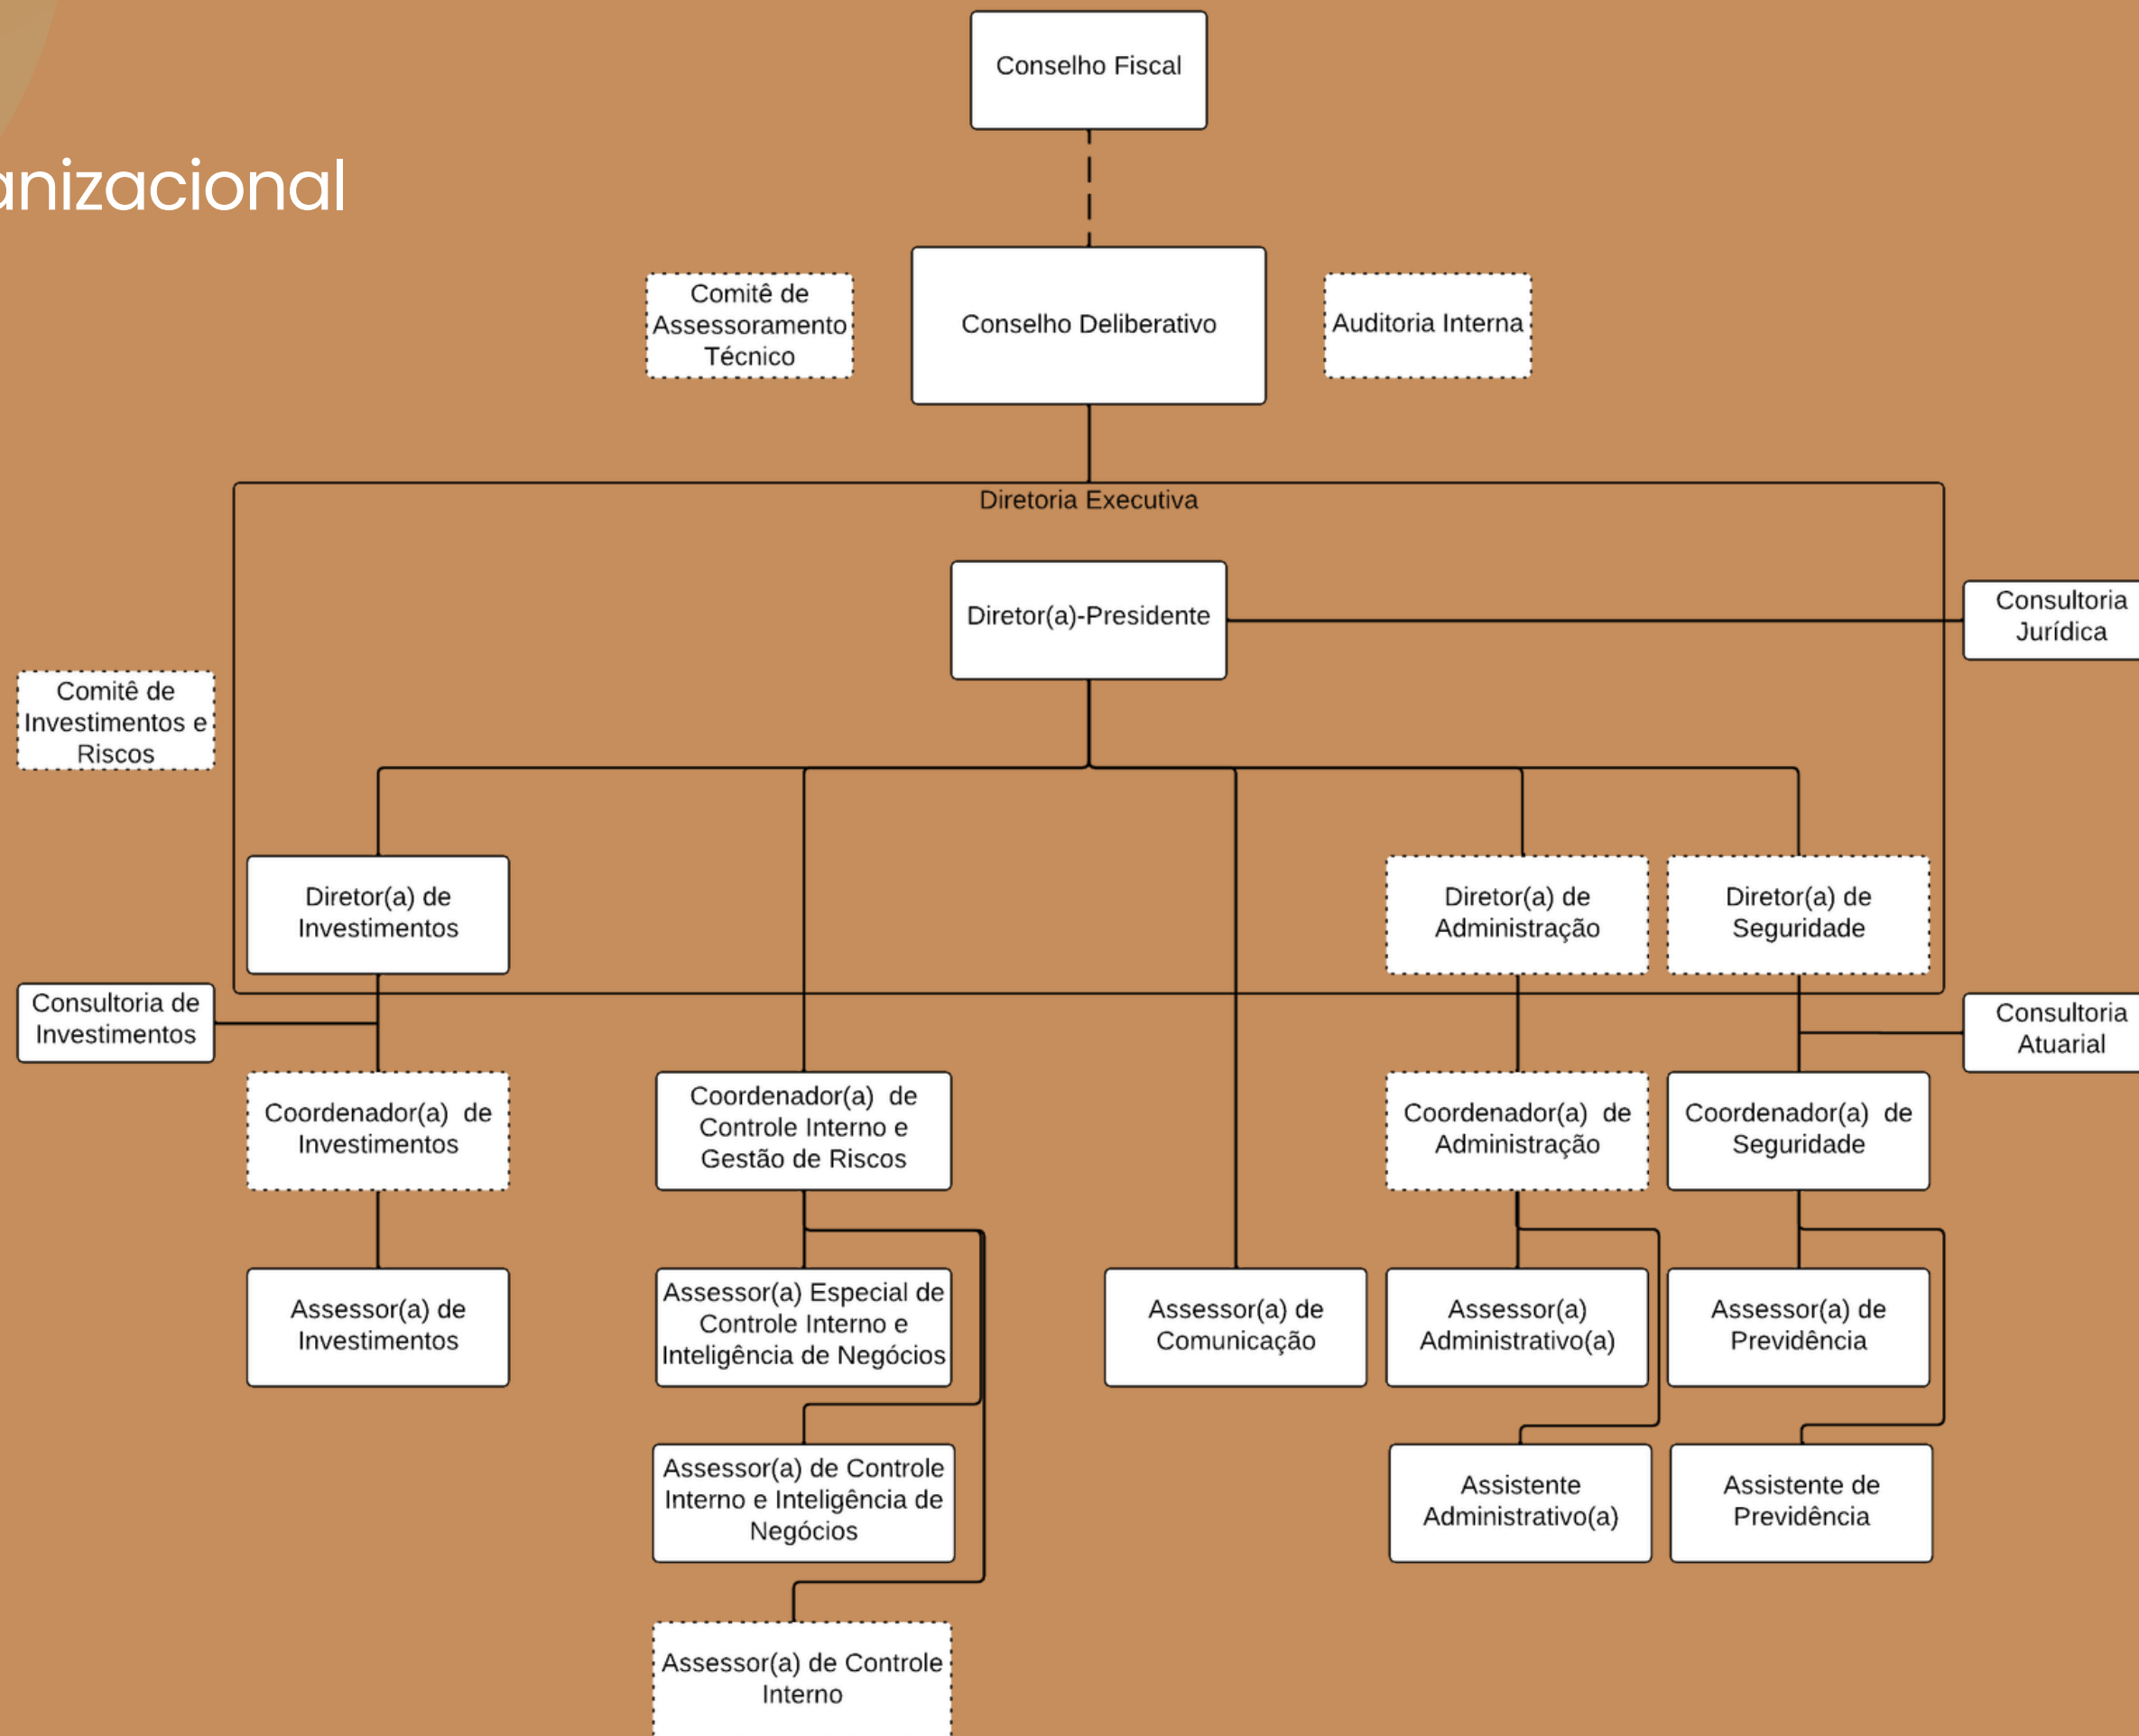 Conselho Fiscal
anizacional
Comitê de
Assessoramento
Técnico
Conselho Deliberativo
Auditoria Interna
Diretoria Executiva
Diretor(a)-Presidente
Consultoria
Jurídica
Comitê de
Investimentos e
Riscos
Diretor(a) de
Investimentos
Diretor(a) de
Administração
Diretor(a) de
Seguridade
Consultoria de
Investimentos
Consultoria
Atuarial
Coordenador(a) de
Investimentos
Coordenador(a) de
Controle Interno e
Gestão de Riscos
Coordenador(a) de
Administração
Coordenador(a) de
Seguridade
Assessor(a) de
Investimentos
Assessor(a) Especial de
Controle Interno e
Inteligência de Negócios
Assessor(a) de
Comunicação
Assessor(a)
Administrativo(a)
Assessor(a) de
Previdência
Assessor(a) de Controle
Interno e Inteligência de
Negócios
Assistente
Administrativo(a)
Assistente de
Previdência
Assessor(a) de Controle
Interno